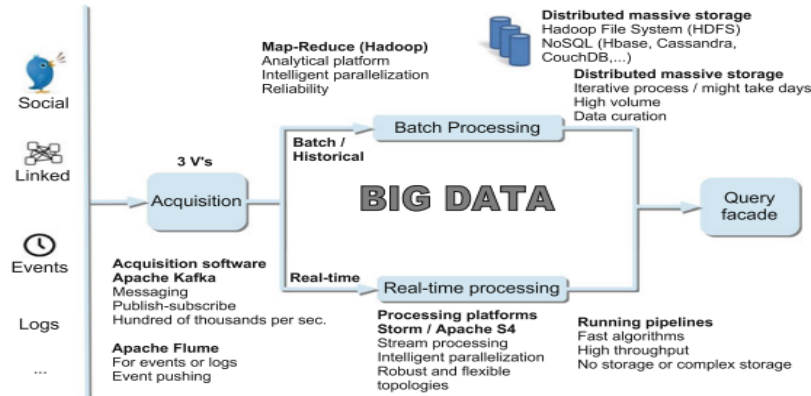 Social
Linked
Events
Logs
...
3 V's
Acquisition
Acquisition software
Apache Kafka
Messaging
Publish-subscribe
Hundred of thousands per sec.
Apache Flume
For events or logs
Event pushing
Map-Reduce (Hadoop)
Analytical platform
Intelligent parallelization
Reliability
Batch /
Historical
Batch Processing
Distributed massive storage
Hadoop File System (HDFS)
NoSQL (Hbase, Cassandra,
CouchDB,...)
Distributed massive storage
Iterative process / might take days
High volume
Data curation
BIG DATA
Query
facade
Real-time
Real-time processing
Processing platforms
Storm / Apache S4
Stream processing
Intelligent parallelization
Robust and flexible
topologies
Running pipelines
Fast algorithms
High throughput
No storage or complex storage